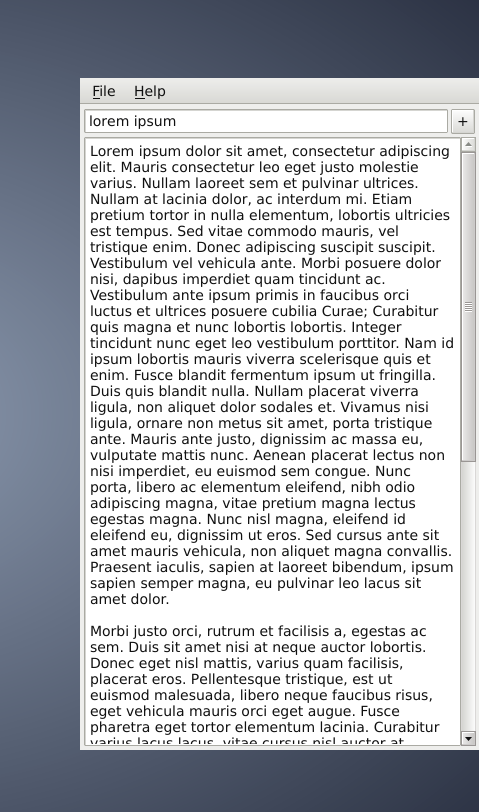 File Help
lorem ipsum
+
Lorem ipsum dolor sit amet, consectetur adipiscing
elit. Mauris consectetur leo eget justo molestie
varius. Nullam laoreet sem et pulvinar ultrices.
Nullam at lacinia dolor, ac interdum mi. Etiam
pretium tortor in nulla elementum, lobortis ultricies
est tempus. Sed vitae commodo mauris, vel
tristique enim. Donec adipiscing suscipit suscipit.
Vestibulum vel vehicula ante. Morbi posuere dolor
nisi, dapibus imperdiet quam tincidunt ac.
Vestibulum ante ipsum primis in faucibus orci
luctus et ultrices posuere cubilia Curae; Curabitur
quis magna et nunc lobortis lobortis. Integer
tincidunt nunc eget leo vestibulum porttitor. Nam id
ipsum lobortis mauris viverra scelerisque quis et
enim. Fusce blandit fermentum ipsum ut fringilla.
Duis quis blandit nulla. Nullam placerat viverra
ligula, non aliquet dolor sodales et. Vivamus nisi
ligula, ornare non metus sit amet, porta tristique
ante. Mauris ante justo, dignissim ac massa eu,
vulputate mattis nunc. Aenean placerat lectus non
nisi imperdiet, eu euismod sem congue. Nunc
porta, libero ac elementum eleifend, nibh odio
adipiscing magna, vitae pretium magna lectus
egestas magna. Nunc nisl magna, eleifend id
eleifend eu, dignissim ut eros. Sed cursus ante sit
amet mauris vehicula, non aliquet magna convallis.
Praesent iaculis, sapien at laoreet bibendum, ipsum
sapien semper magna, eu pulvinar leo lacus sit
amet dolor.
Morbi justo orci, rutrum et facilisis a, egestas ac
sem. Duis sit amet nisi at neque auctor lobortis.
Donec eget nisl mattis, varius quam facilisis,
placerat eros. Pellentesque tristique, est ut
euismod malesuada, libero neque faucibus risus,
eget vehicula mauris orci eget augue. Fusce
pharetra eget tortor elementum lacinia. Curabitur
varius lacus lacus, vitae cursus nisl auctor at